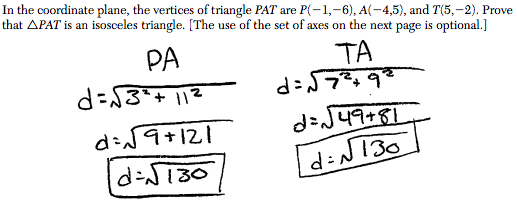 In the coordinate plane, the vertices of triangle PAT are P(−1,−6), A(−4,5), and T(5,−2). Prove
that △PAT is an isosceles triangle. [The use of the set of axes on the next page is optional.]
PA
d=√3²+11²
d=√9+121
d=√130
TA
d=√7²+9²
d=√49+81
d=√130